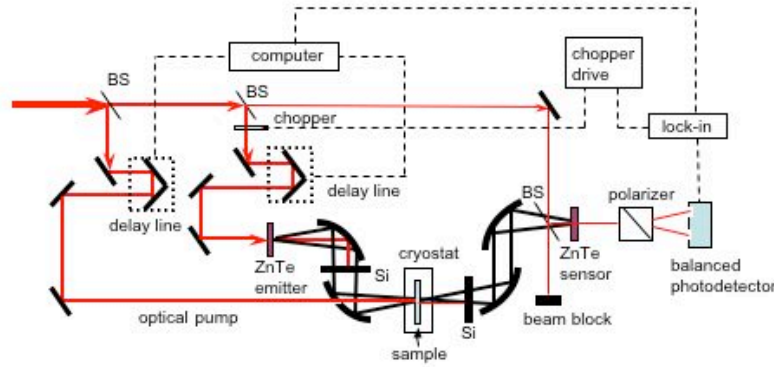 computer
chopper
drive
BS
BS
chopper
lock-in
delay line
delay line
BS
polarizer
cryostat
ZnTe
emitter
Si
ZnTe
sensor
balanced
photodetector
optical pump
Si
beam block
sample